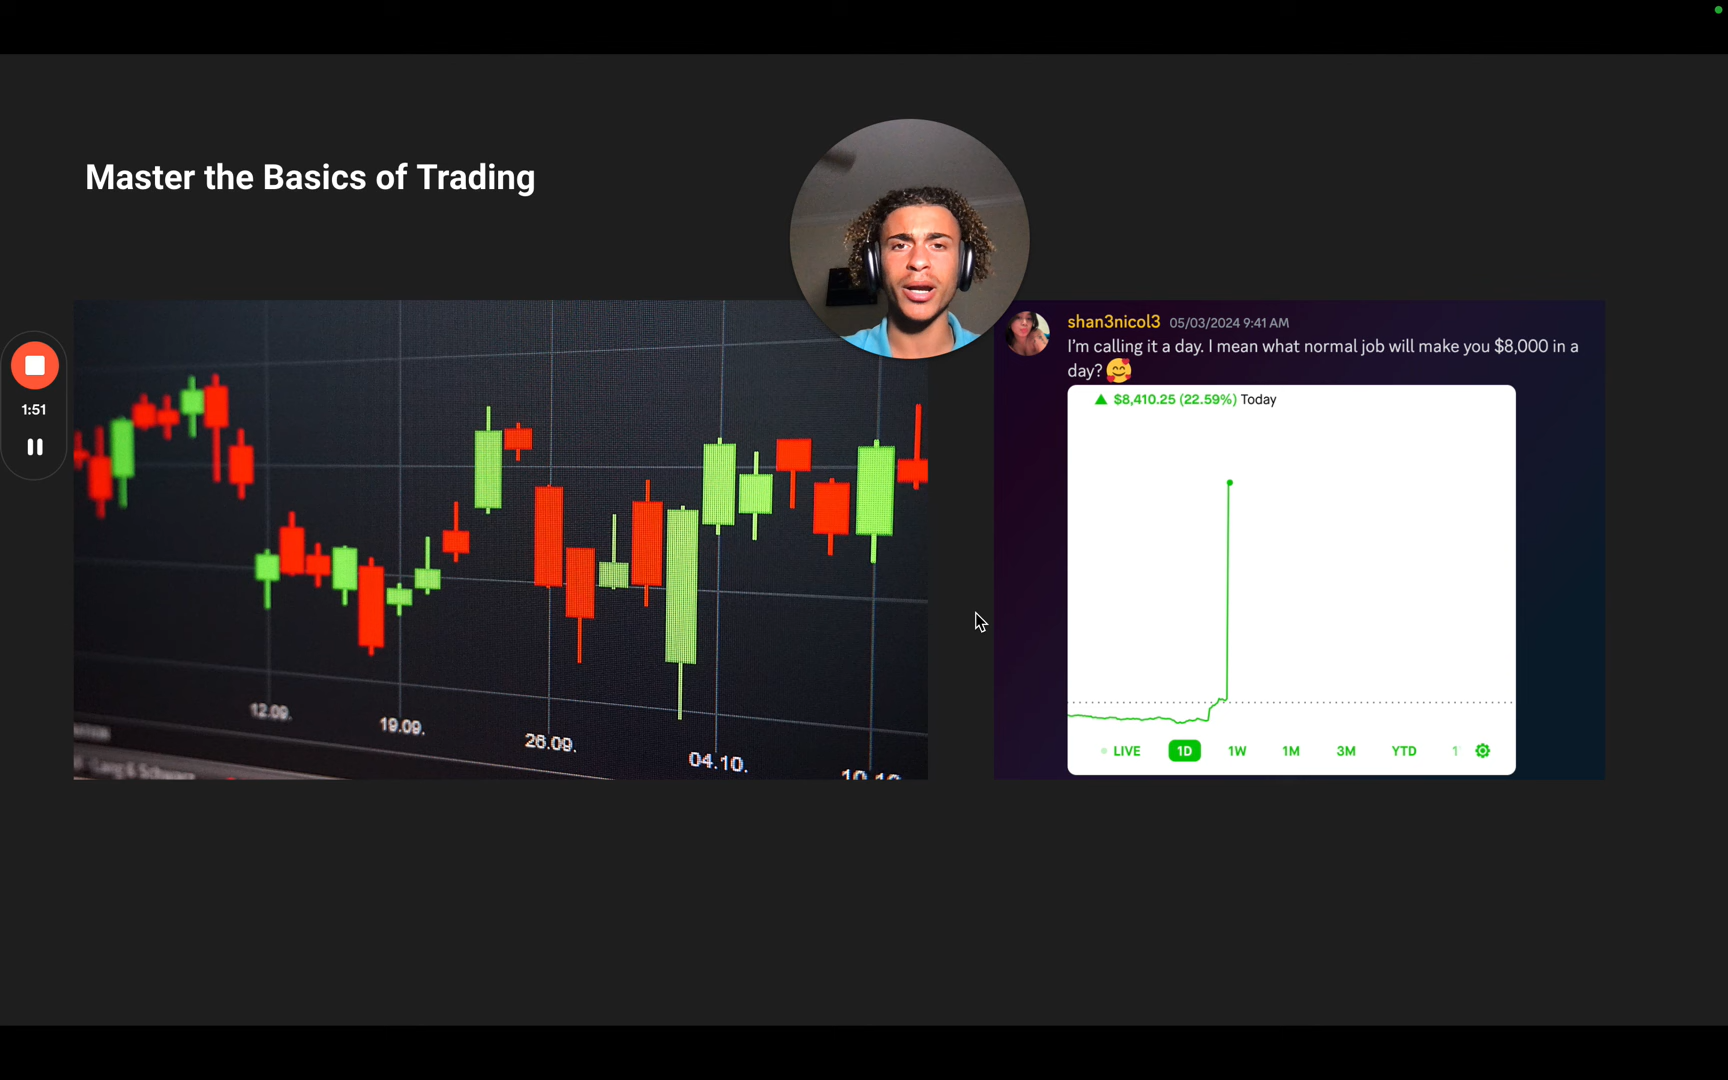 Master the Basics of Trading
1:51
12.09.
19.09.
26.09.
04.10.
shan3nicol3 05/03/2024 9:41 AM
I'm calling it a day. I mean what normal job will make you $8,000 in a
day? 🥰
▲ $8,410.25 (22.59%) Today
LIVE 1D 1W 1M 3M YTD 1